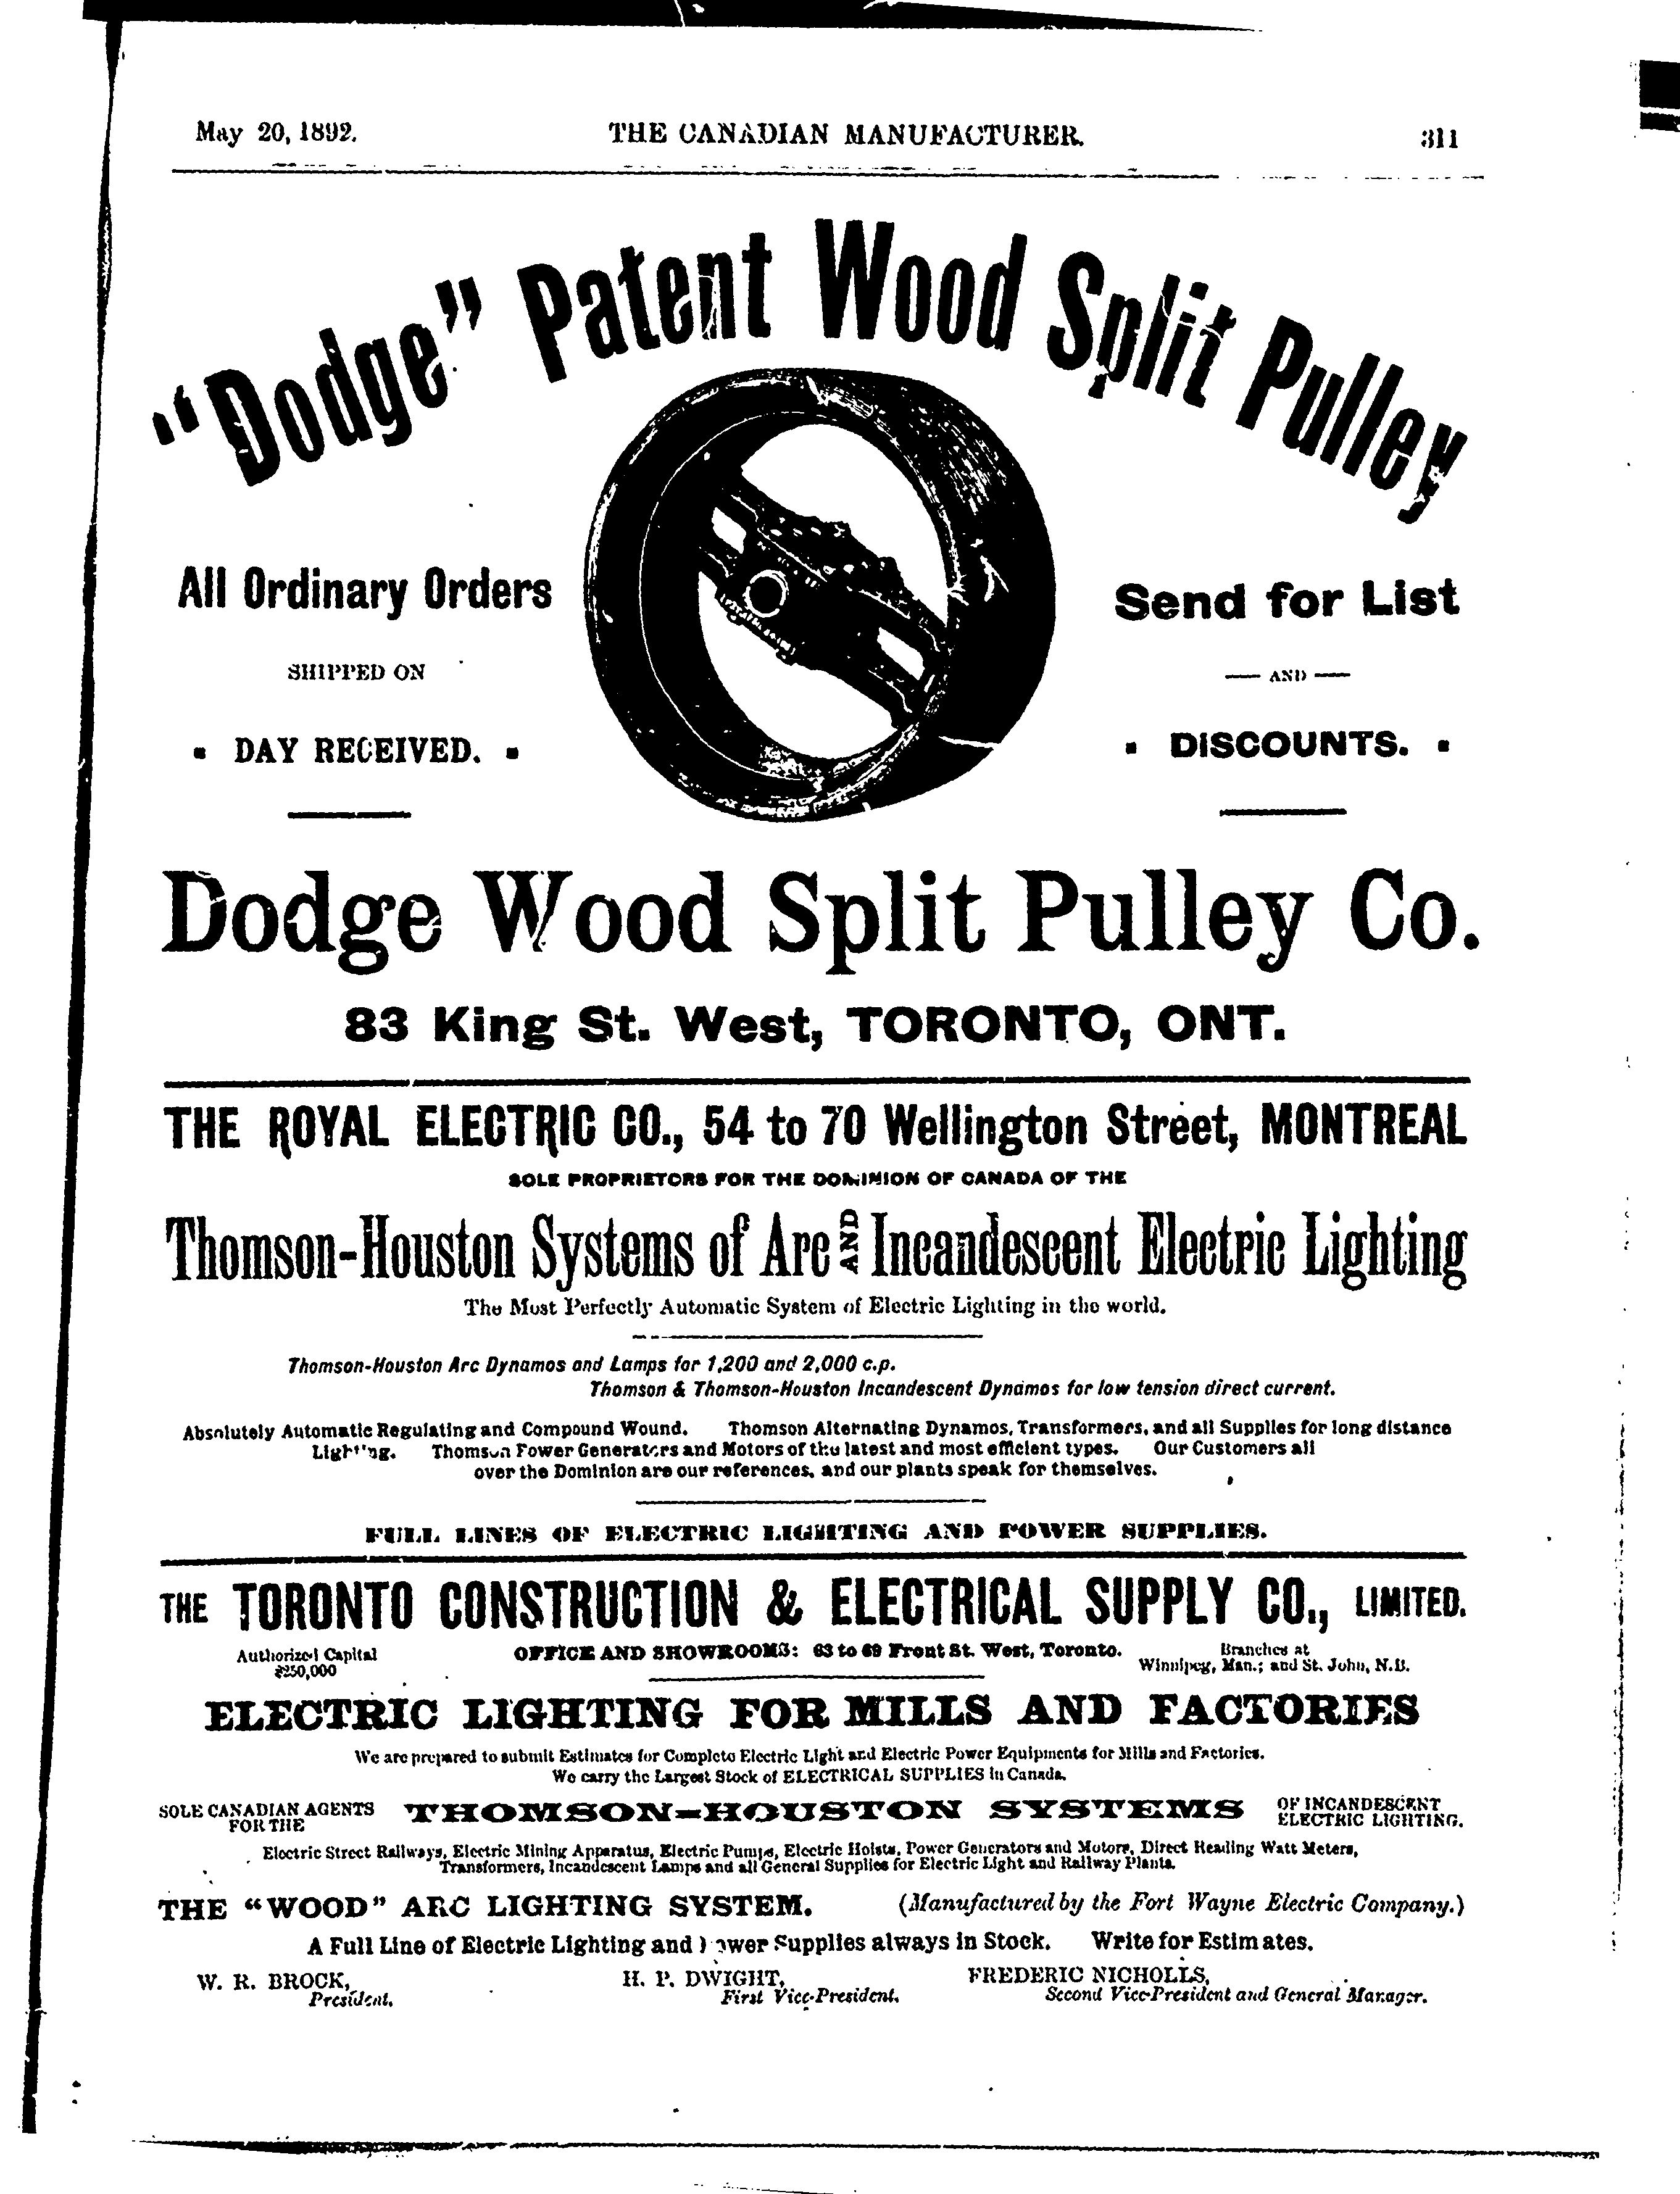 May 20, 1892.
THE CANADIAN MANUFACTURER.
311
"Dodge" Patent Wood Split Pulley
All Ordinary Orders
SHIPPED ON
DAY RECEIVED.
Send for List
— AND —
DISCOUNTS.
Dodge Wood Split Pulley Co.
83 King St. West, TORONTO, ONT.
THE ROYAL ELECTRIC CO., 54 to 70 Wellington Street, MONTREAL
SOLE PROPRIETORS FOR THE DOMINION OF CANADA OF THE
Thomson-Houston Systems of Arc AND Incandescent Electric Lighting
The Most Perfectly Automatic System of Electric Lighting in the world.
Thomson-Houston Arc Dynamos and Lamps for 1,200 and 2,000 c.p.
Thomson & Thomson-Houston Incandescent Dynamos for low tension direct current.
Absolutely Automatic Regulating and Compound Wound. Thomson Alternating Dynamos, Transformers, and all Supplies for long distance
Lighting. Thomson Power Generators and Motors of the latest and most efficient types. Our Customers all
over the Dominion are our references, and our plants speak for themselves.
FULL LINES OF ELECTRIC LIGHTING AND POWER SUPPLIES.
THE TORONTO CONSTRUCTION & ELECTRICAL SUPPLY CO., LIMITED.
Authorized Capital
$250,000
OFFICE AND SHOWROOMS: 63 to 69 Front St. West, Toronto.
Branches at
Winnipeg, Man.; and St. John, N.B.
ELECTRIC LIGHTING FOR MILLS AND FACTORIES
We are prepared to submit Estimates for Complete Electric Light and Electric Power Equipments for Mills and Factories.
We carry the Largest Stock of ELECTRICAL SUPPLIES in Canada.
SOLE CANADIAN AGENTS
FOR THE
THOMSON-HOUSTON SYSTEMS
OF INCANDESCENT
ELECTRIC LIGHTING.
Electric Street Railways, Electric Mining Apparatus, Electric Pumps, Electric Hoists, Power Generators and Motors, Direct Reading Watt Meters,
Transformers, Incandescent Lamps and all General Supplies for Electric Light and Railway Plants.
THE "WOOD" ARC LIGHTING SYSTEM. (Manufactured by the Fort Wayne Electric Company.)
A Full Line of Electric Lighting and Power Supplies always in Stock. Write for Estimates.
W. R. BROCK,
President.
H. P. DWIGHT,
First Vice-President.
FREDERIC NICHOLLS,
Second Vice-President and General Manager.